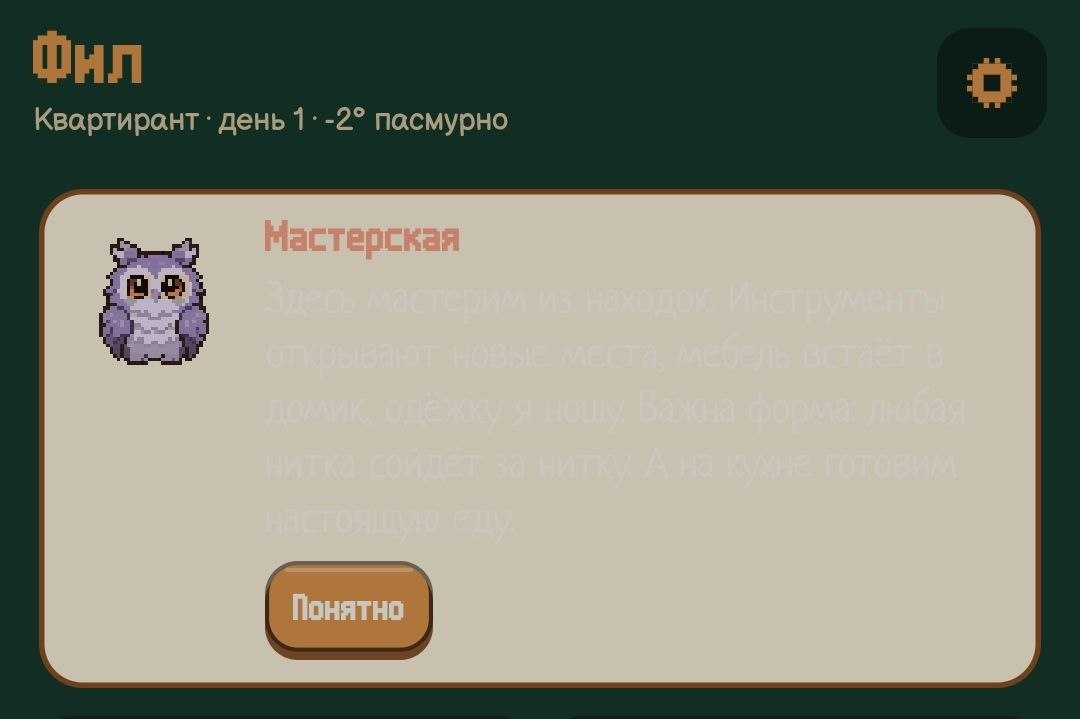 Фил
Квартирант · день 1 · -2° пасмурно
Мастерская
Здесь мастерим из находок. Инструменты
открывают новые места, мебель встаёт в
домик, одёжку я ношу. Важна форма: любая
нитка сойдёт за нитку. А на кухне готовим
настоящую еду.
Понятно